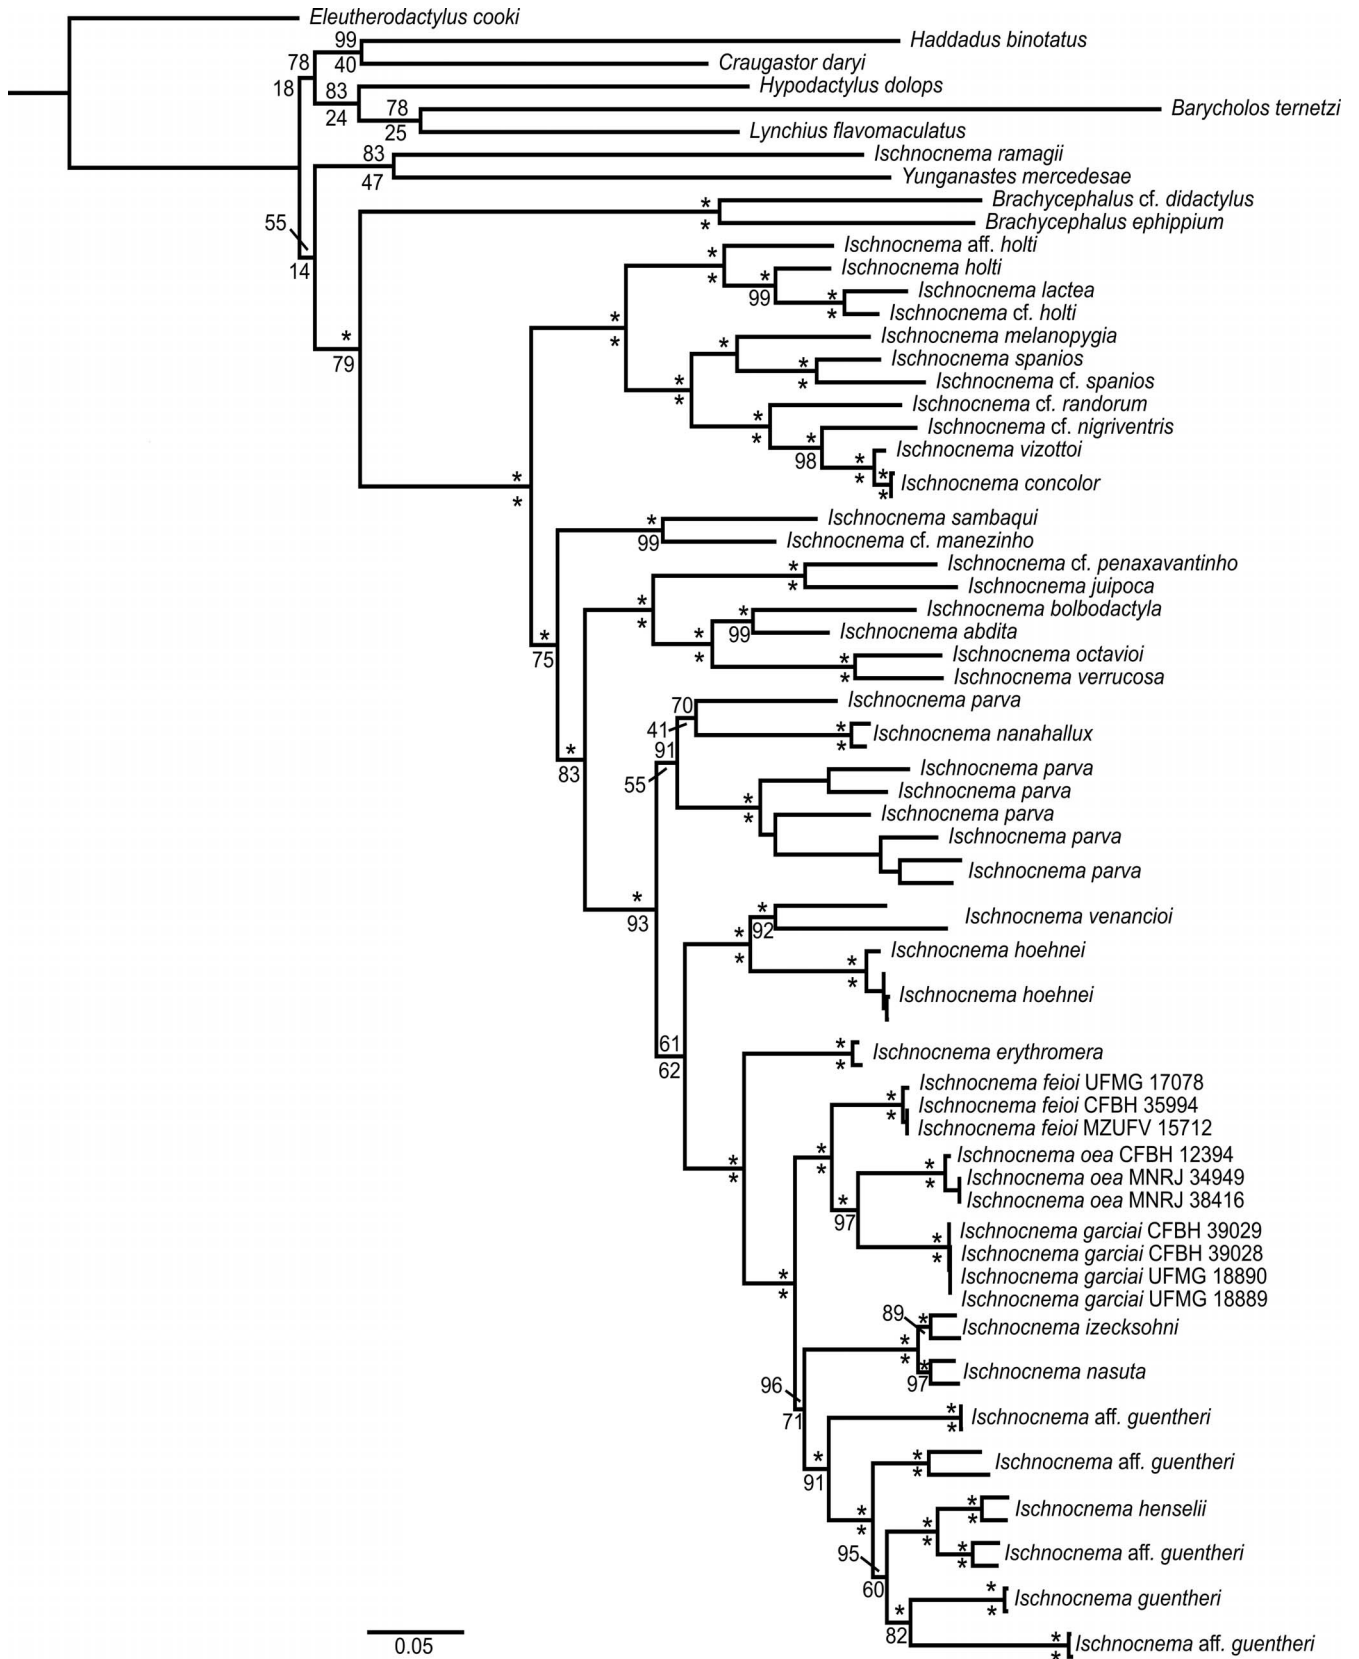 Eleutherodactylus cooki
99 Haddadus binotatus
78 40 Craugastor daryi
18 83 Hypodactylus dolops
24 78 Barycholos ternetzi
25 Lynchius flavomaculatus
83 Ischnocnema ramagii
47 Yunganastes mercedesae
* Brachycephalus cf. didactylus
55 * Brachycephalus ephippium
14 * Ischnocnema aff. holti
* * Ischnocnema holti
99 * Ischnocnema lactea
* * * Ischnocnema cf. holti
* 79 * * Ischnocnema melanopygia
* Ischnocnema spanios
* * Ischnocnema cf. spanios
* * Ischnocnema cf. randorum
* * Ischnocnema cf. nigriventris
98 * Ischnocnema vizottoi
* * * * * Ischnocnema concolor
* Ischnocnema sambaqui
99 Ischnocnema cf. manezinho
* Ischnocnema cf. penaxavantinho
* Ischnocnema juipoca
* * * Ischnocnema bolbodactyla
* * 99 Ischnocnema abdita
75 * * Ischnocnema octavioi
* Ischnocnema verrucosa
70 Ischnocnema parva
41 * * Ischnocnema nanahallux
* 91
83 55 Ischnocnema parva
* Ischnocnema parva
* Ischnocnema parva
Ischnocnema parva
Ischnocnema parva
* 93 * 92 Ischnocnema venancioi
* * Ischnocnema hoehnei
* * Ischnocnema hoehnei
61 62 * * Ischnocnema erythromera
Ischnocnema feioi UFMG 17078
* * Ischnocnema feioi CFBH 35994
Ischnocnema feioi MZUFV 15712
* * * Ischnocnema oea CFBH 12394
* * * Ischnocnema oea MNRJ 34949
* Ischnocnema oea MNRJ 38416
97 Ischnocnema garciai CFBH 39029
* * Ischnocnema garciai CFBH 39028
* Ischnocnema garciai UFMG 18890
* Ischnocnema garciai UFMG 18889
89 * Ischnocnema izecksohni
* * * Ischnocnema nasuta
96 97
71 * * Ischnocnema aff. guentheri
* 91 * * Ischnocnema aff. guentheri
* * * * Ischnocnema henselii
* * * * Ischnocnema aff. guentheri
95 60 * * Ischnocnema guentheri
* 82 * * Ischnocnema aff. guentheri
0.05